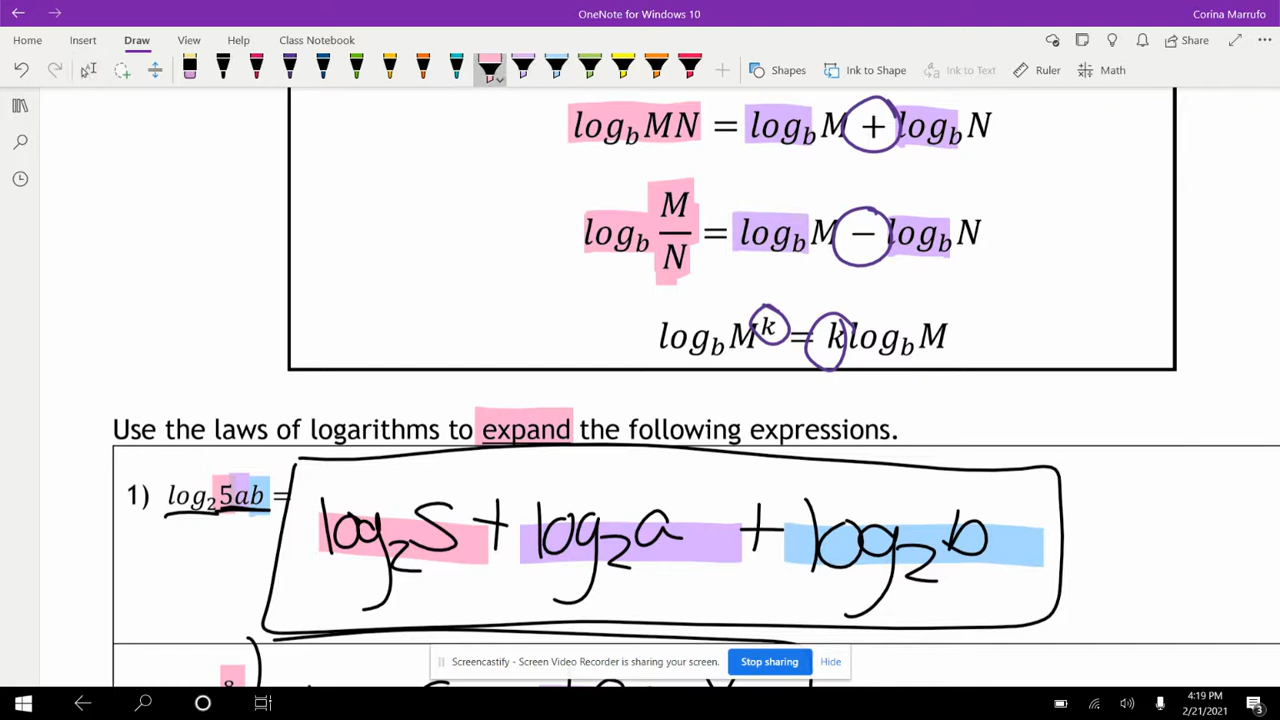 OneNote for Windows 10
Corina Marrufo
Home Insert Draw View Help Class Notebook
Share
Shapes Ink to Shape Ink to Text Ruler Math
log_b MN = log_b M + log_b N
log_b M/N = log_b M − log_b N
log_b M^k = k log_b M
Use the laws of logarithms to expand the following expressions.
1) log_2 5ab = log_2 5 + log_2 a + log_2 b
Screencastify - Screen Video Recorder is sharing your screen. Stop sharing Hide
8
4:19 PM
2/21/2021
3